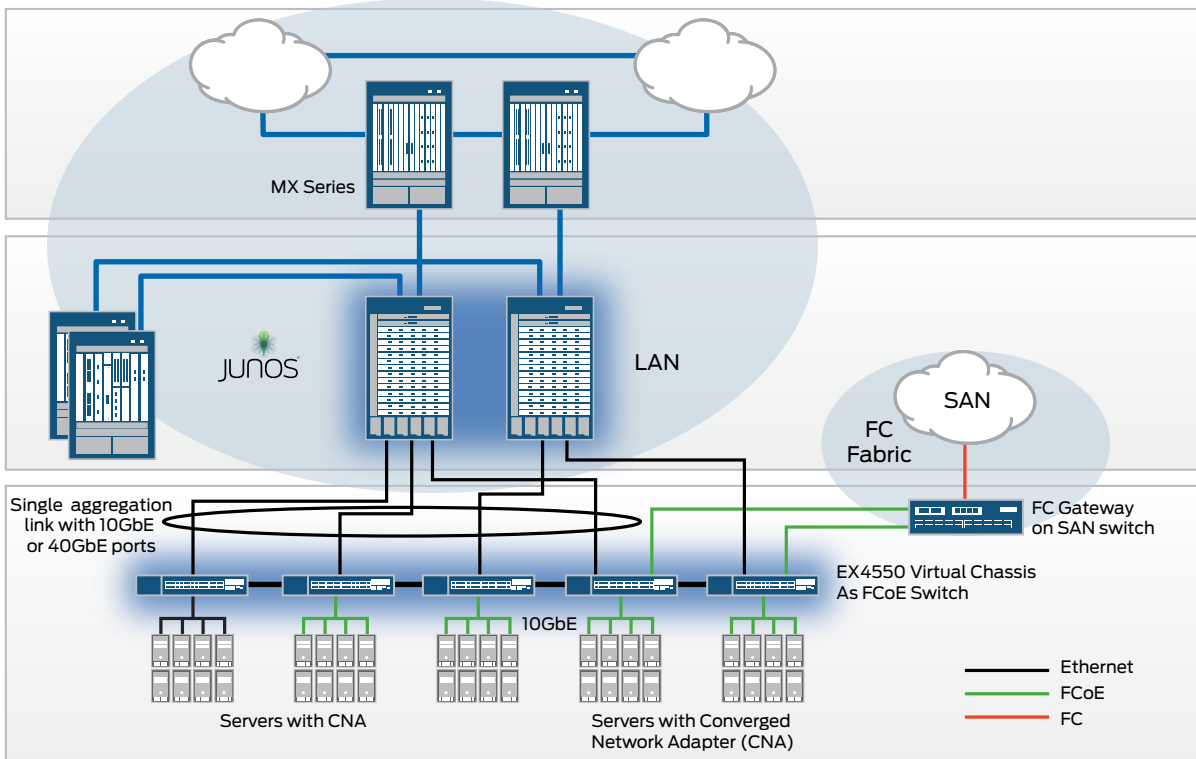 MX Series
JUNOS
LAN
SAN
FC
Fabric
Single aggregation
link with 10GbE
or 40GbE ports
FC Gateway
on SAN switch
EX4550 Virtual Chassis
As FCoE Switch
10GbE
Servers with CNA
Servers with Converged
Network Adapter (CNA)
Ethernet
FCoE
FC